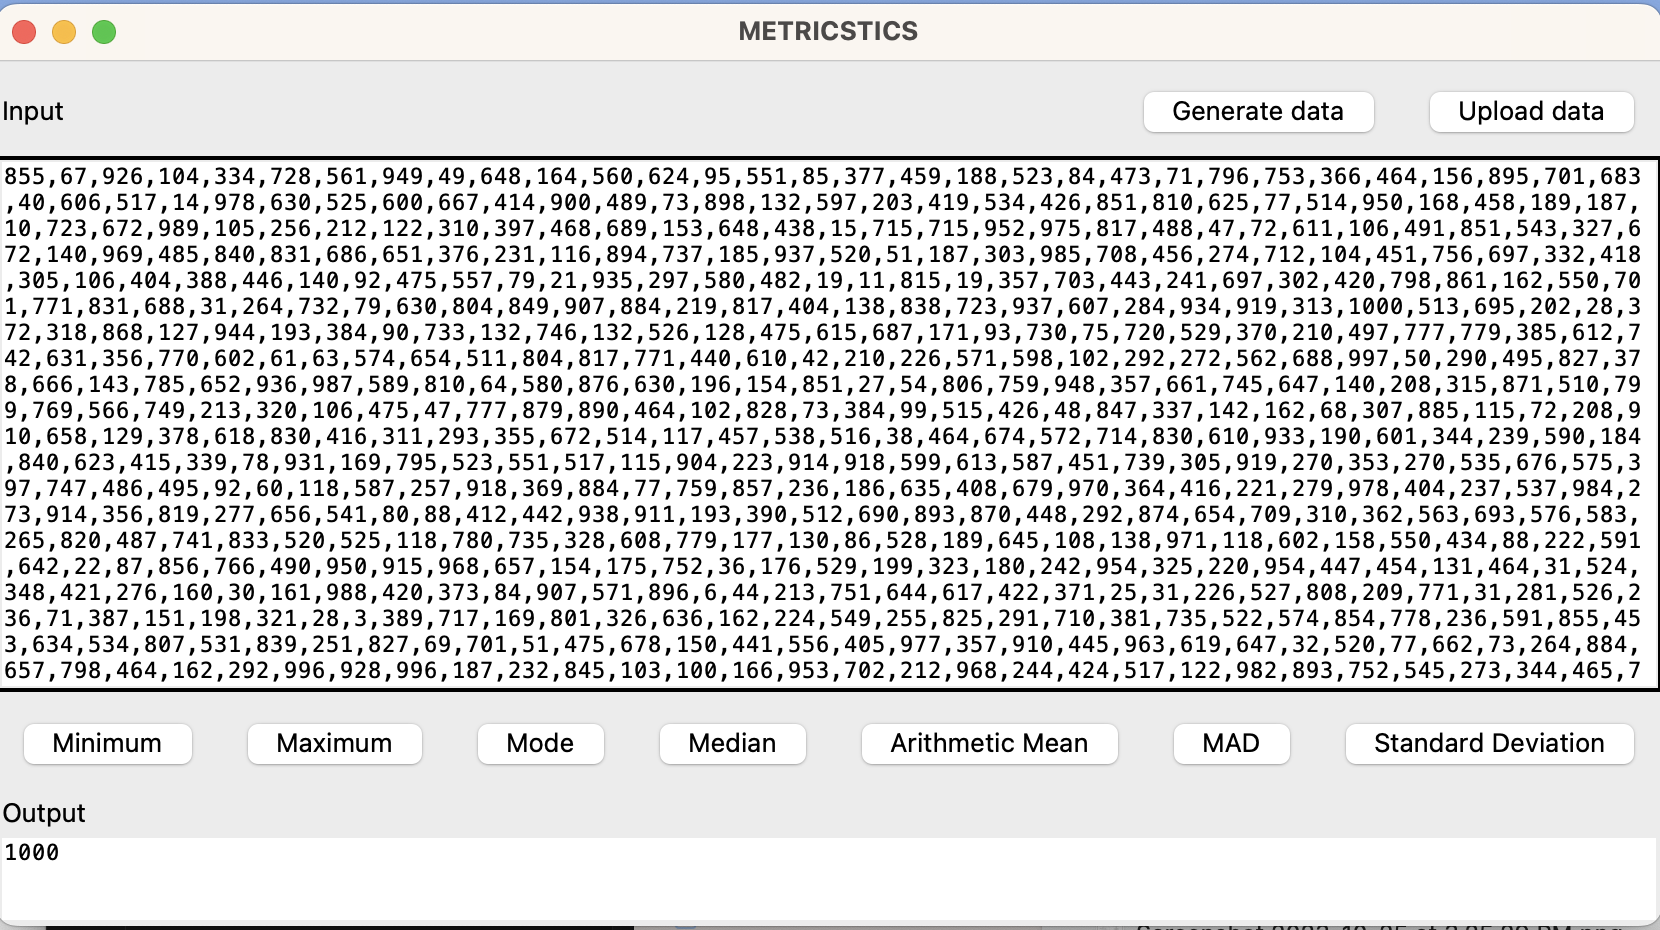 METRICSTICS
Input
Generate data
Upload data
855,67,926,104,334,728,561,949,49,648,164,560,624,95,551,85,377,459,188,523,84,473,71,796,753,366,464,156,895,701,683
,40,606,517,14,978,630,525,600,667,414,900,489,73,898,132,597,203,419,534,426,851,810,625,77,514,950,168,458,189,187,
10,723,672,989,105,256,212,122,310,397,468,689,153,648,438,15,715,715,952,975,817,488,47,72,611,106,491,851,543,327,6
72,140,969,485,840,831,686,651,376,231,116,894,737,185,937,520,51,187,303,985,708,456,274,712,104,451,756,697,332,418
,305,106,404,388,446,140,92,475,557,79,21,935,297,580,482,19,11,815,19,357,703,443,241,697,302,420,798,861,162,550,70
1,771,831,688,31,264,732,79,630,804,849,907,884,219,817,404,138,838,723,937,607,284,934,919,313,1000,513,695,202,28,3
72,318,868,127,944,193,384,90,733,132,746,132,526,128,475,615,687,171,93,730,75,720,529,370,210,497,777,779,385,612,7
42,631,356,770,602,61,63,574,654,511,804,817,771,440,610,42,210,226,571,598,102,292,272,562,688,997,50,290,495,827,37
8,666,143,785,652,936,987,589,810,64,580,876,630,196,154,851,27,54,806,759,948,357,661,745,647,140,208,315,871,510,79
9,769,566,749,213,320,106,475,47,777,879,890,464,102,828,73,384,99,515,426,48,847,337,142,162,68,307,885,115,72,208,9
10,658,129,378,618,830,416,311,293,355,672,514,117,457,538,516,38,464,674,572,714,830,610,933,190,601,344,239,590,184
,840,623,415,339,78,931,169,795,523,551,517,115,904,223,914,918,599,613,587,451,739,305,919,270,353,270,535,676,575,3
97,747,486,495,92,60,118,587,257,918,369,884,77,759,857,236,186,635,408,679,970,364,416,221,279,978,404,237,537,984,2
73,914,356,819,277,656,541,80,88,412,442,938,911,193,390,512,690,893,870,448,292,874,654,709,310,362,563,693,576,583,
265,820,487,741,833,520,525,118,780,735,328,608,779,177,130,86,528,189,645,108,138,971,118,602,158,550,434,88,222,591
,642,22,87,856,766,490,950,915,968,657,154,175,752,36,176,529,199,323,180,242,954,325,220,954,447,454,131,464,31,524,
348,421,276,160,30,161,988,420,373,84,907,571,896,6,44,213,751,644,617,422,371,25,31,226,527,808,209,771,31,281,526,2
36,71,387,151,198,321,28,3,389,717,169,801,326,636,162,224,549,255,825,291,710,381,735,522,574,854,778,236,591,855,45
3,634,534,807,531,839,251,827,69,701,51,475,678,150,441,556,405,977,357,910,445,963,619,647,32,520,77,662,73,264,884,
657,798,464,162,292,996,928,996,187,232,845,103,100,166,953,702,212,968,244,424,517,122,982,893,752,545,273,344,465,7
Minimum
Maximum
Mode
Median
Arithmetic Mean
MAD
Standard Deviation
Output
1000